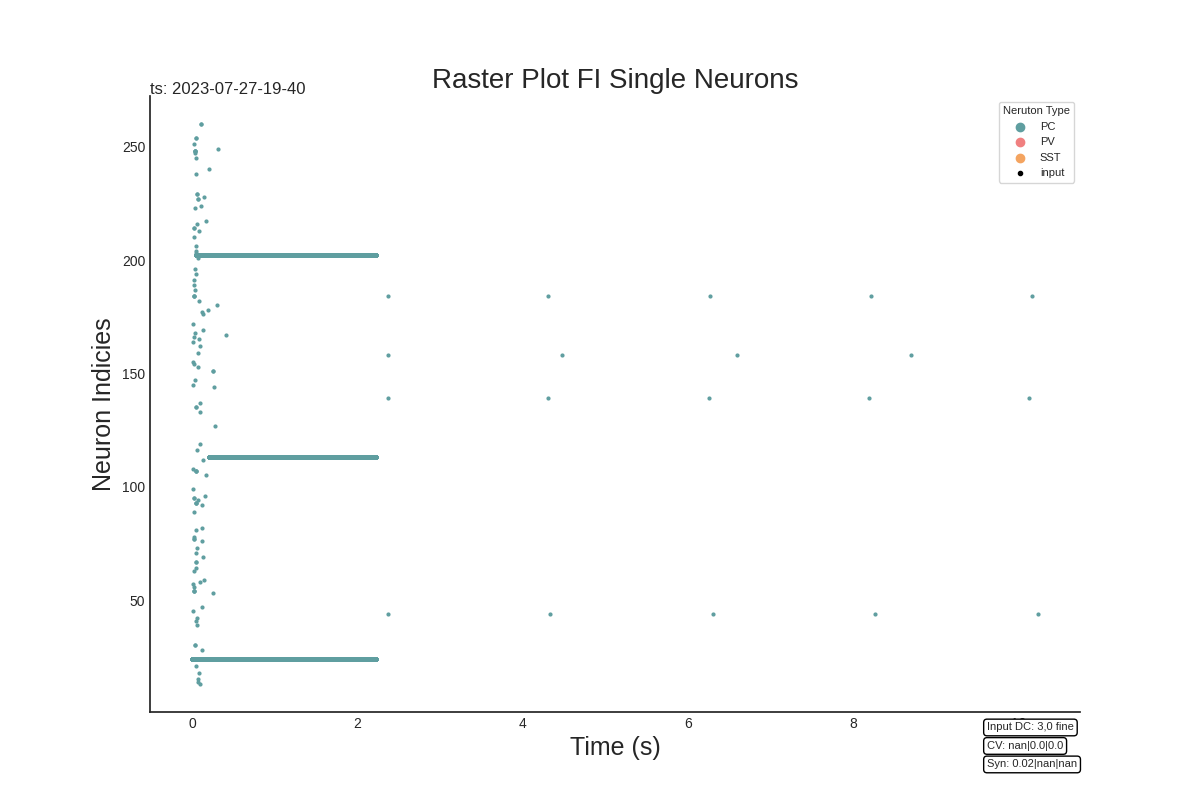 Raster Plot FI Single Neurons
ts: 2023-07-27-19-40
Neruton Type
PC
PV
SST
input
250
200
150
100
50
Neuron Indicies
0
2
4
6
8
Time (s)
Input DC: 3,0 fine
CV: nan|0.0|0.0
Syn: 0.02|nan|nan